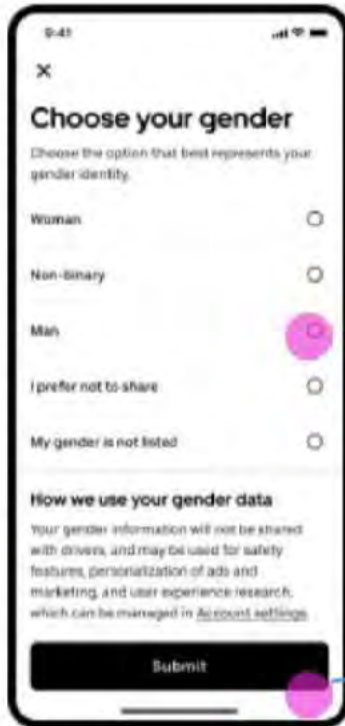 9:41
Choose your gender
Choose the option that best represents your
gender identity.
Woman
Non-binary
Man
I prefer not to share
My gender is not listed
How we use your gender data
Your gender information will not be shared
with drivers, and may be used for safety
features, personalization of ads and
marketing, and user experience research,
which can be managed in Account settings.
Submit